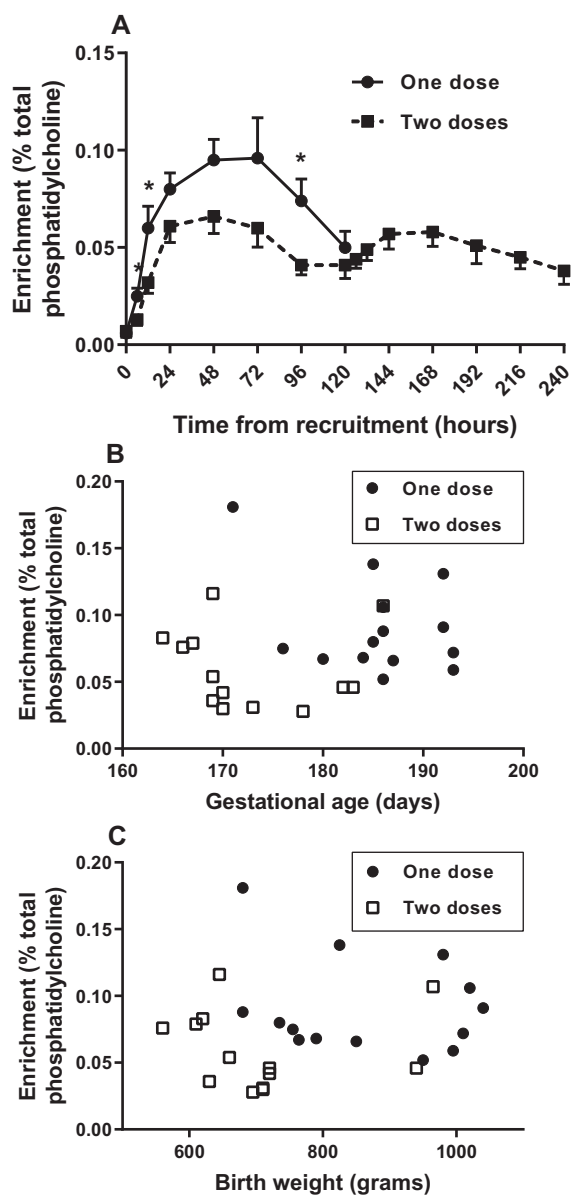 A
Enrichment (% total
phosphatidylcholine)
0.15
0.10
0.05
0.00
One dose
Two doses
*
*
*
0 24 48 72 96 120 144 168 192 216 240
Time from recruitment (hours)
B
Enrichment (% total
phosphatidylcholine)
0.20
0.15
0.10
0.05
0.00
One dose
Two doses
160 170 180 190 200
Gestational age (days)
C
Enrichment (% total
phosphatidylcholine)
0.20
0.15
0.10
0.05
0.00
One dose
Two doses
600 800 1000
Birth weight (grams)